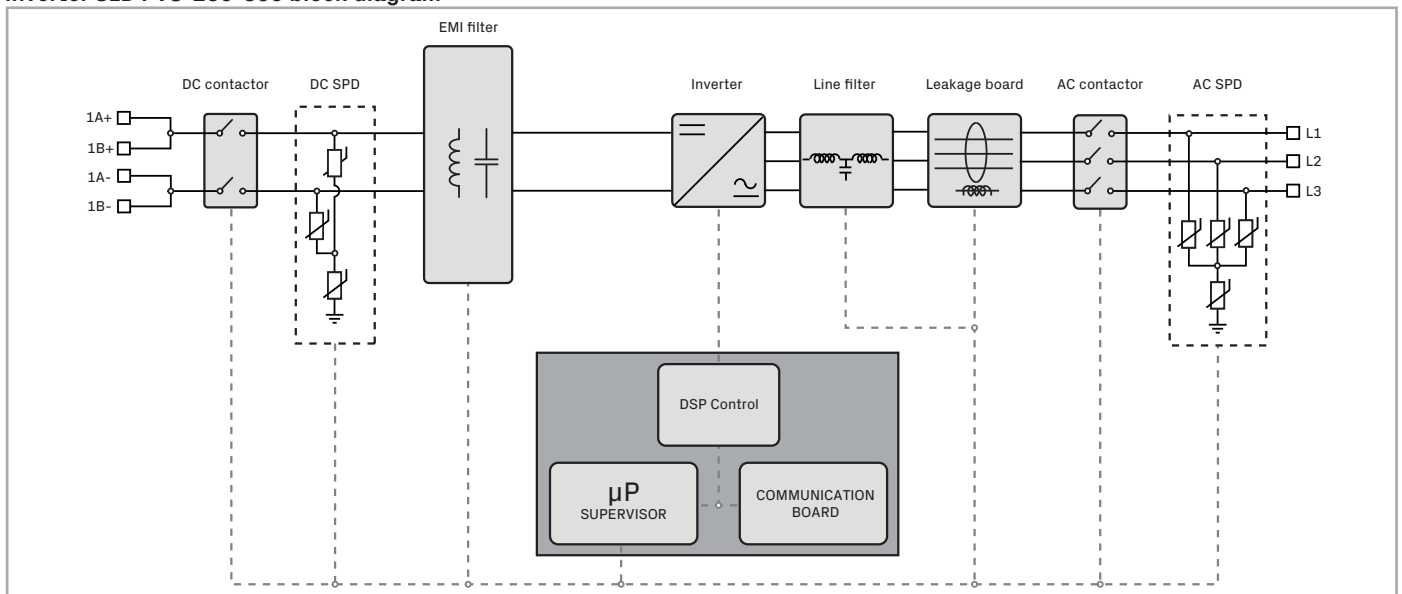 EMI filter
DC contactor
DC SPD
Inverter
Line filter
Leakage board
AC contactor
AC SPD
1A+
1B+
1A-
1B-
L1
L2
L3
DSP Control
µP
SUPERVISOR
COMMUNICATION
BOARD